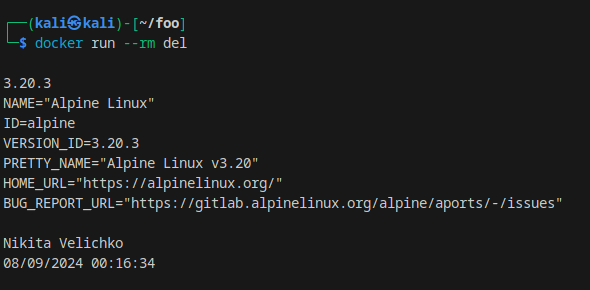 (kali㉿kali)-[~/foo]
$ docker run --rm del
3.20.3
NAME="Alpine Linux"
ID=alpine
VERSION_ID=3.20.3
PRETTY_NAME="Alpine Linux v3.20"
HOME_URL="https://alpinelinux.org/"
BUG_REPORT_URL="https://gitlab.alpinelinux.org/alpine/aports/-/issues"
Nikita Velichko
08/09/2024 00:16:34